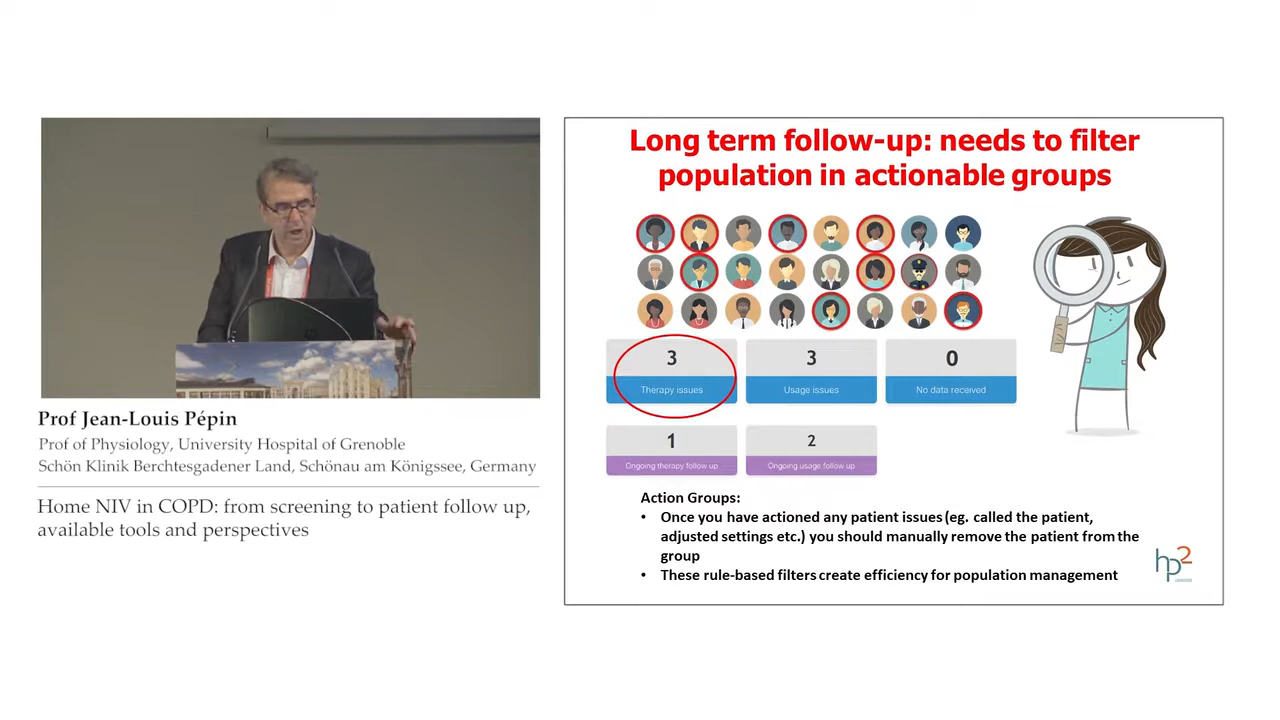 Long term follow-up: needs to filter
population in actionable groups
3
Therapy issues
3
Usage issues
0
No data received
1
Ongoing therapy follow up
2
Ongoing usage follow up
Action Groups:
• Once you have actioned any patient issues (eg. called the patient,
adjusted settings etc.) you should manually remove the patient from the
group
• These rule-based filters create efficiency for population management
hp2
Prof Jean-Louis Pépin
Prof of Physiology, University Hospital of Grenoble
Schön Klinik Berchtesgadener Land, Schönau am Königssee, Germany
Home NIV in COPD: from screening to patient follow up,
available tools and perspectives